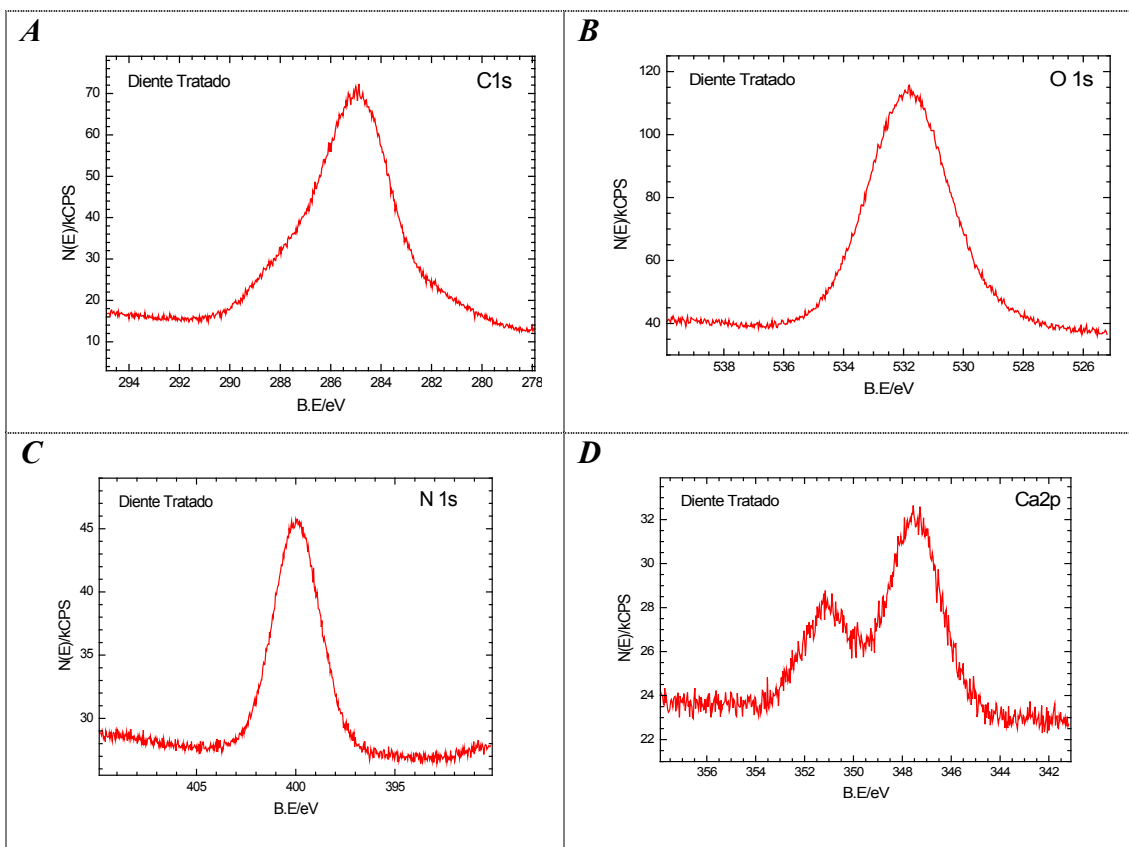 A
Diente Tratado C1s
70
60
50
40
30
20
10
N(E)/kCPS
294 292 290 288 286 284 282 280 278
B.E/eV
B
Diente Tratado O 1s
120
100
80
60
40
N(E)/kCPS
538 536 534 532 530 528 526
B.E/eV
C
Diente Tratado N 1s
45
40
35
30
N(E)/kCPS
405 400 395
B.E/eV
D
Diente Tratado Ca2p
32
30
28
26
24
22
N(E)/kCPS
356 354 352 350 348 346 344 342
B.E/eV